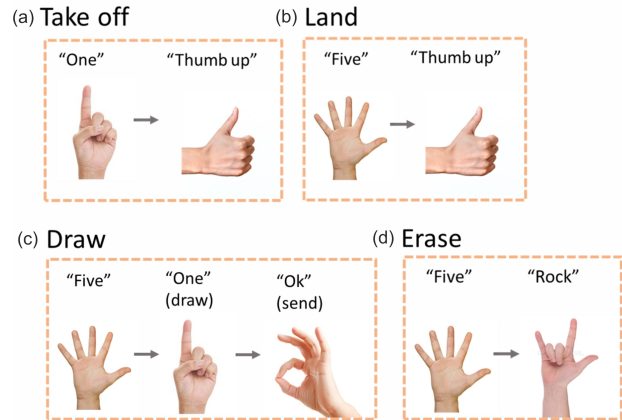 (a) Take off
"One" "Thumb up"
(b) Land
"Five" "Thumb up"
(c) Draw
"Five" "One" "Ok"
(draw) (send)
(d) Erase
"Five" "Rock"